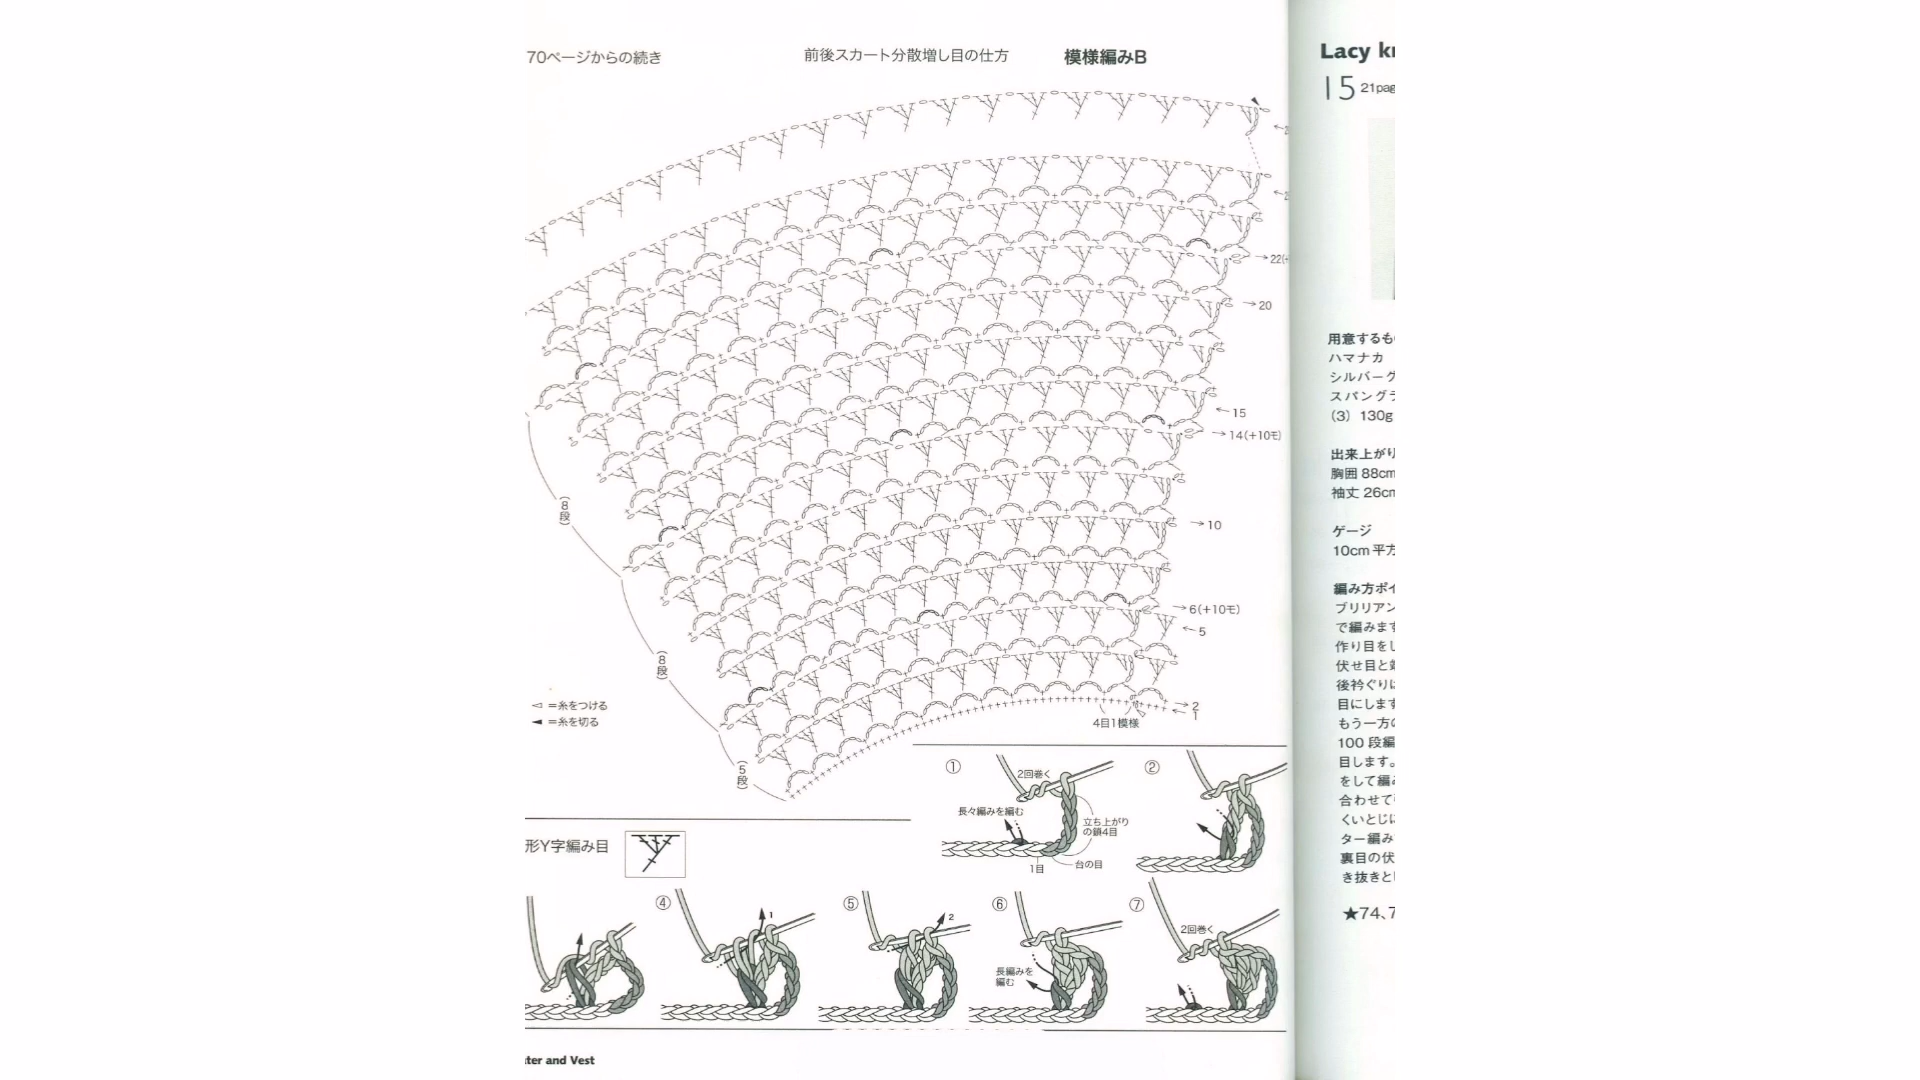 70ページからの続き
前後スカート分散増し目の仕方
模様編みB
22(+
→20
←15
→14(+10モ)
→10
→6(+10モ)
←5
→2
←1
4目1模様
(8段)
(8段)
(5段)
=糸をつける
=糸を切る
形Y字編み目
①
2回巻く
長々編みを編む
立ち上がり
の鎖4目
台の目
1目
②
④
1
⑤
2
⑥
長編みを
編む
⑦
2回巻く
ter and Vest
Lacy
15 21pag
用意するも
ハマナカ
シルバーグ
スパングラ
(3) 130g
出来上がり
胸囲 88cm
袖丈 26cm
ゲージ
10cm平方
編み方ポイ
ブリリアン
で編みます
作り目をし
伏せ目と
後衿ぐりは
目にします
もう一方の
100 段編
目します。
をして編み
合わせて
くいとじに
ター編み
裏目の伏
き抜きと
★74、7